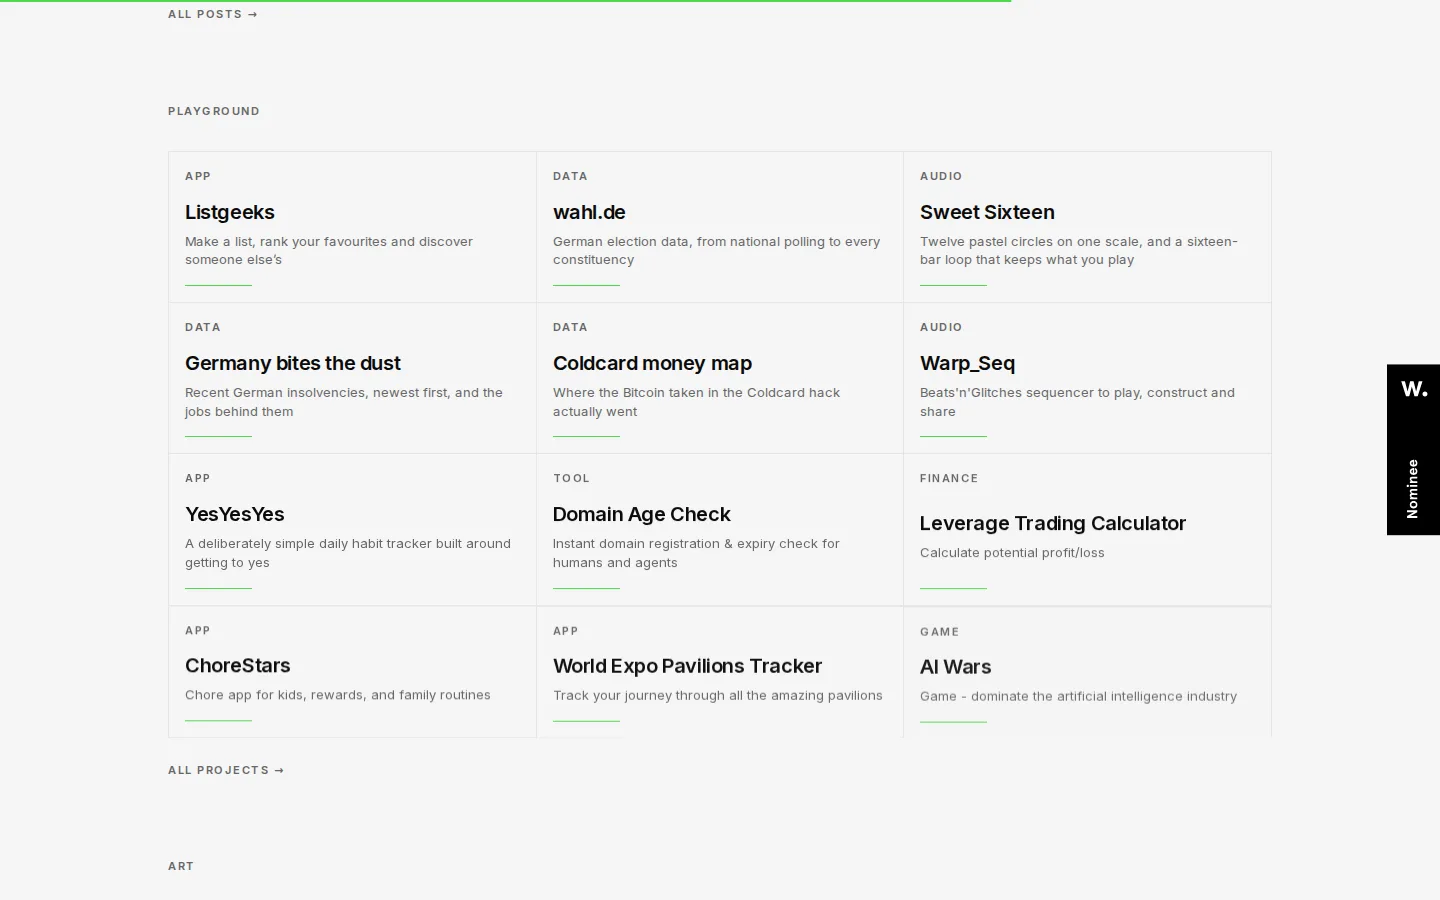 ALL POSTS →
PLAYGROUND
APP
Listgeeks
Make a list, rank your favourites and discover
someone else’s
DATA
wahl.de
German election data, from national polling to every
constituency
AUDIO
Sweet Sixteen
Twelve pastel circles on one scale, and a sixteen-
bar loop that keeps what you play
DATA
Germany bites the dust
Recent German insolvencies, newest first, and the
jobs behind them
DATA
Coldcard money map
Where the Bitcoin taken in the Coldcard hack
actually went
AUDIO
Warp_Seq
Beats'n'Glitches sequencer to play, construct and
share
APP
YesYesYes
A deliberately simple daily habit tracker built around
getting to yes
TOOL
Domain Age Check
Instant domain registration & expiry check for
humans and agents
FINANCE
Leverage Trading Calculator
Calculate potential profit/loss
APP
ChoreStars
Chore app for kids, rewards, and family routines
APP
World Expo Pavilions Tracker
Track your journey through all the amazing pavilions
GAME
AI Wars
Game - dominate the artificial intelligence industry
ALL PROJECTS →
ART
W.
Nominee